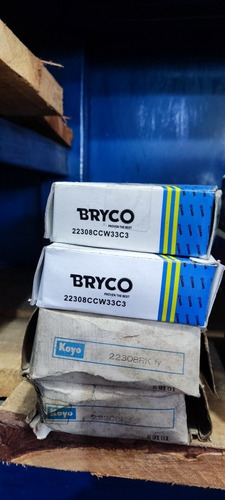 BRYCO
PROVEN THE BEST
22308CCW33C3
BRYCO
PROVEN THE BEST
22308CCW33C3
Koyo
Koyo